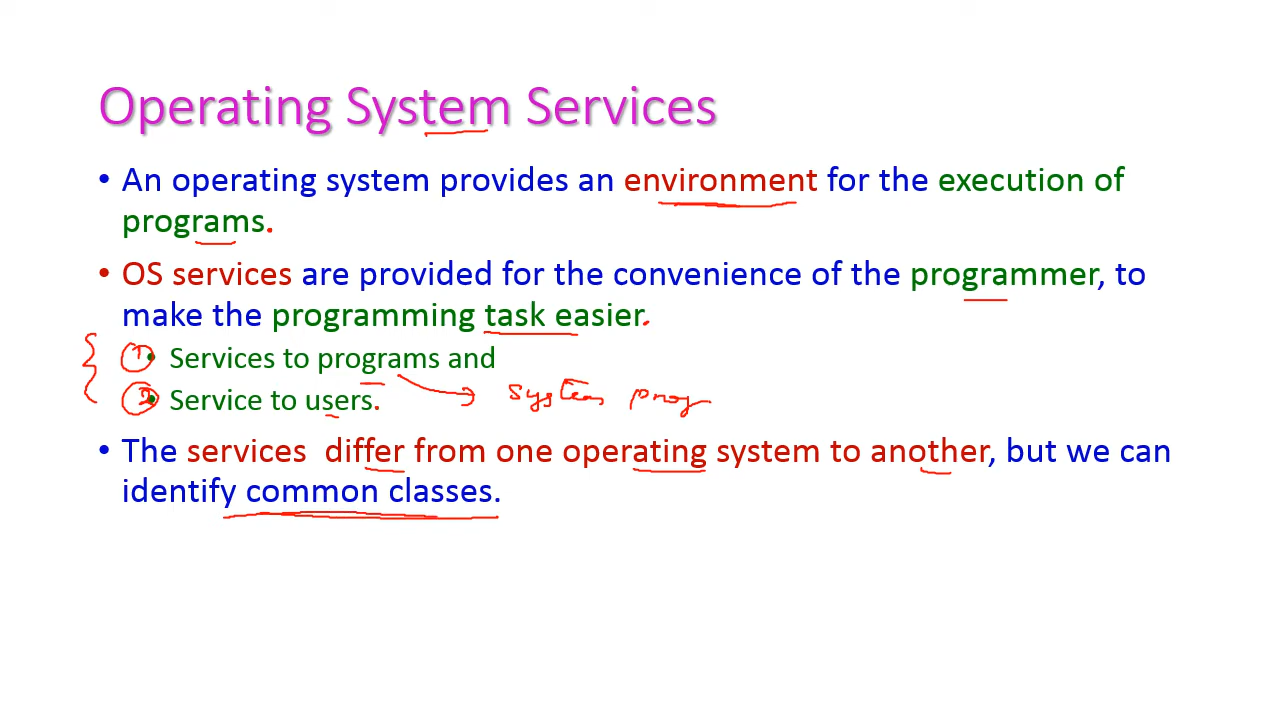 Operating System Services
• An operating system provides an environment for the execution of
programs.
• OS services are provided for the convenience of the programmer, to
make the programming task easier.
1 • Services to programs and
2 • Service to users. System prog
• The services differ from one operating system to another, but we can
identify common classes.